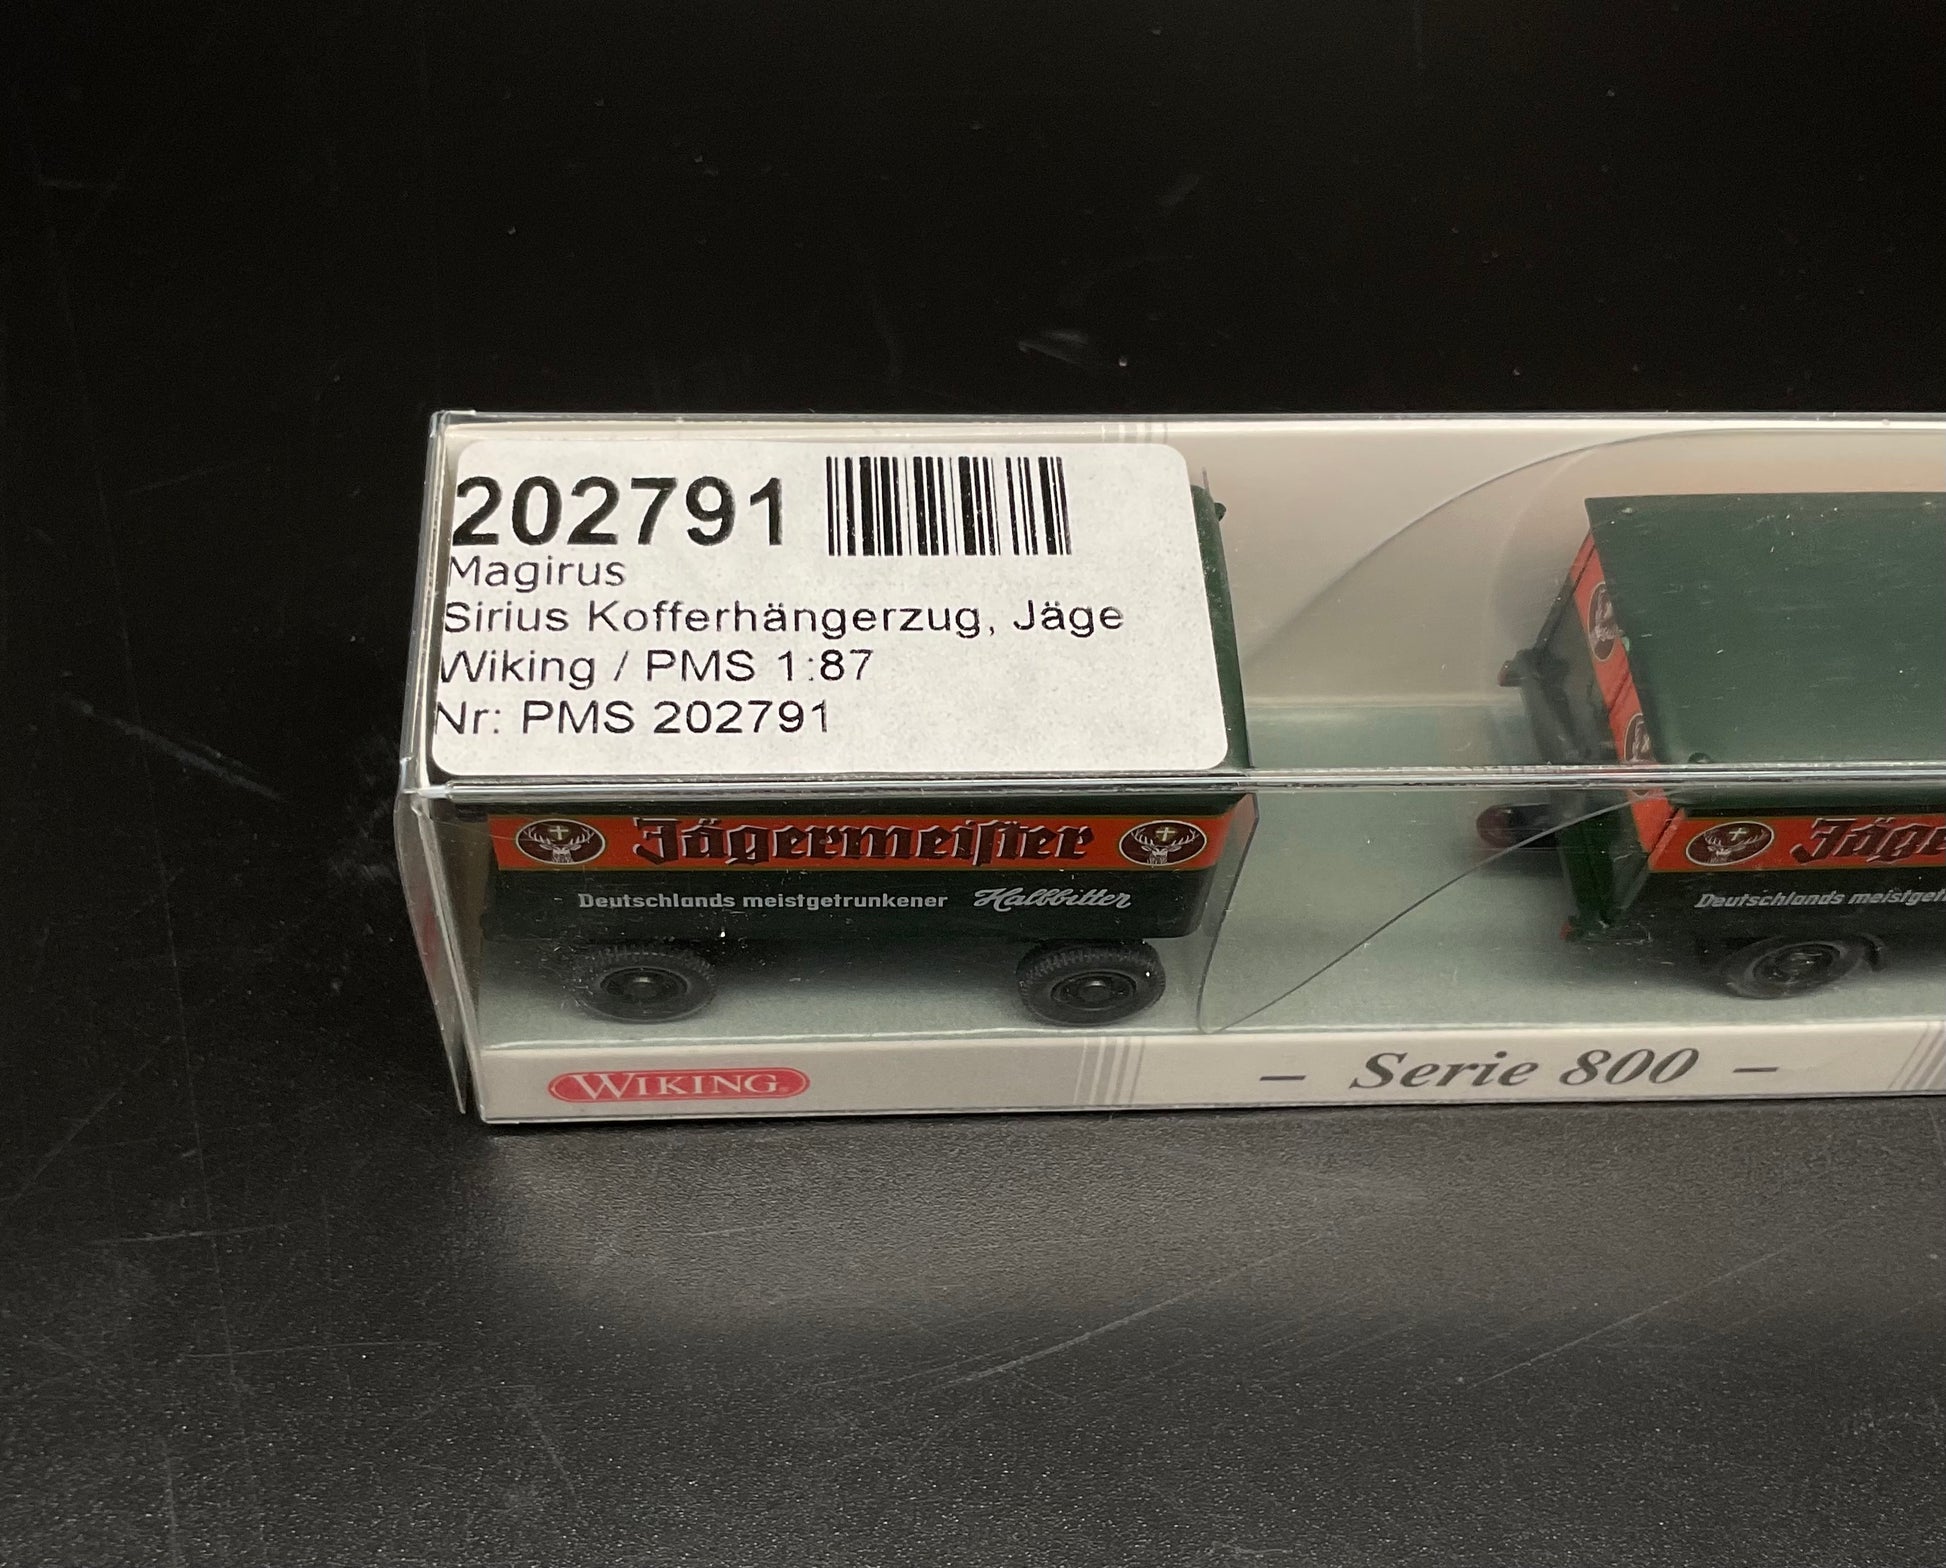 202791
Magirus
Sirius Kofferhängerzug, Jäge
Wiking / PMS 1:87
Nr: PMS 202791
Jägermeiſter
Deutschlands meistgetrunkener Halbbitter
Jäge
Deutschlands meistget
WIKING
– Serie 800 –